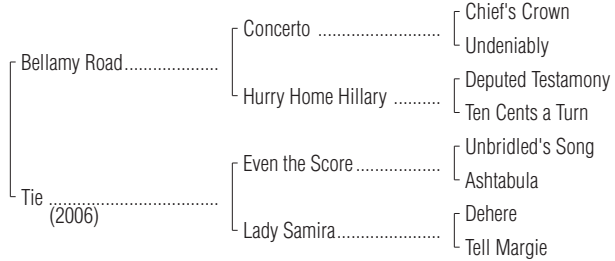 Chief's Crown
Concerto ..........................
Undeniably
Bellamy Road....................
Deputed Testamony
Hurry Home Hillary ..........
Ten Cents a Turn
Unbridled's Song
Even the Score..................
Ashtabula
Tie ....................................
(2006)
Dehere
Lady Samira......................
Tell Margie